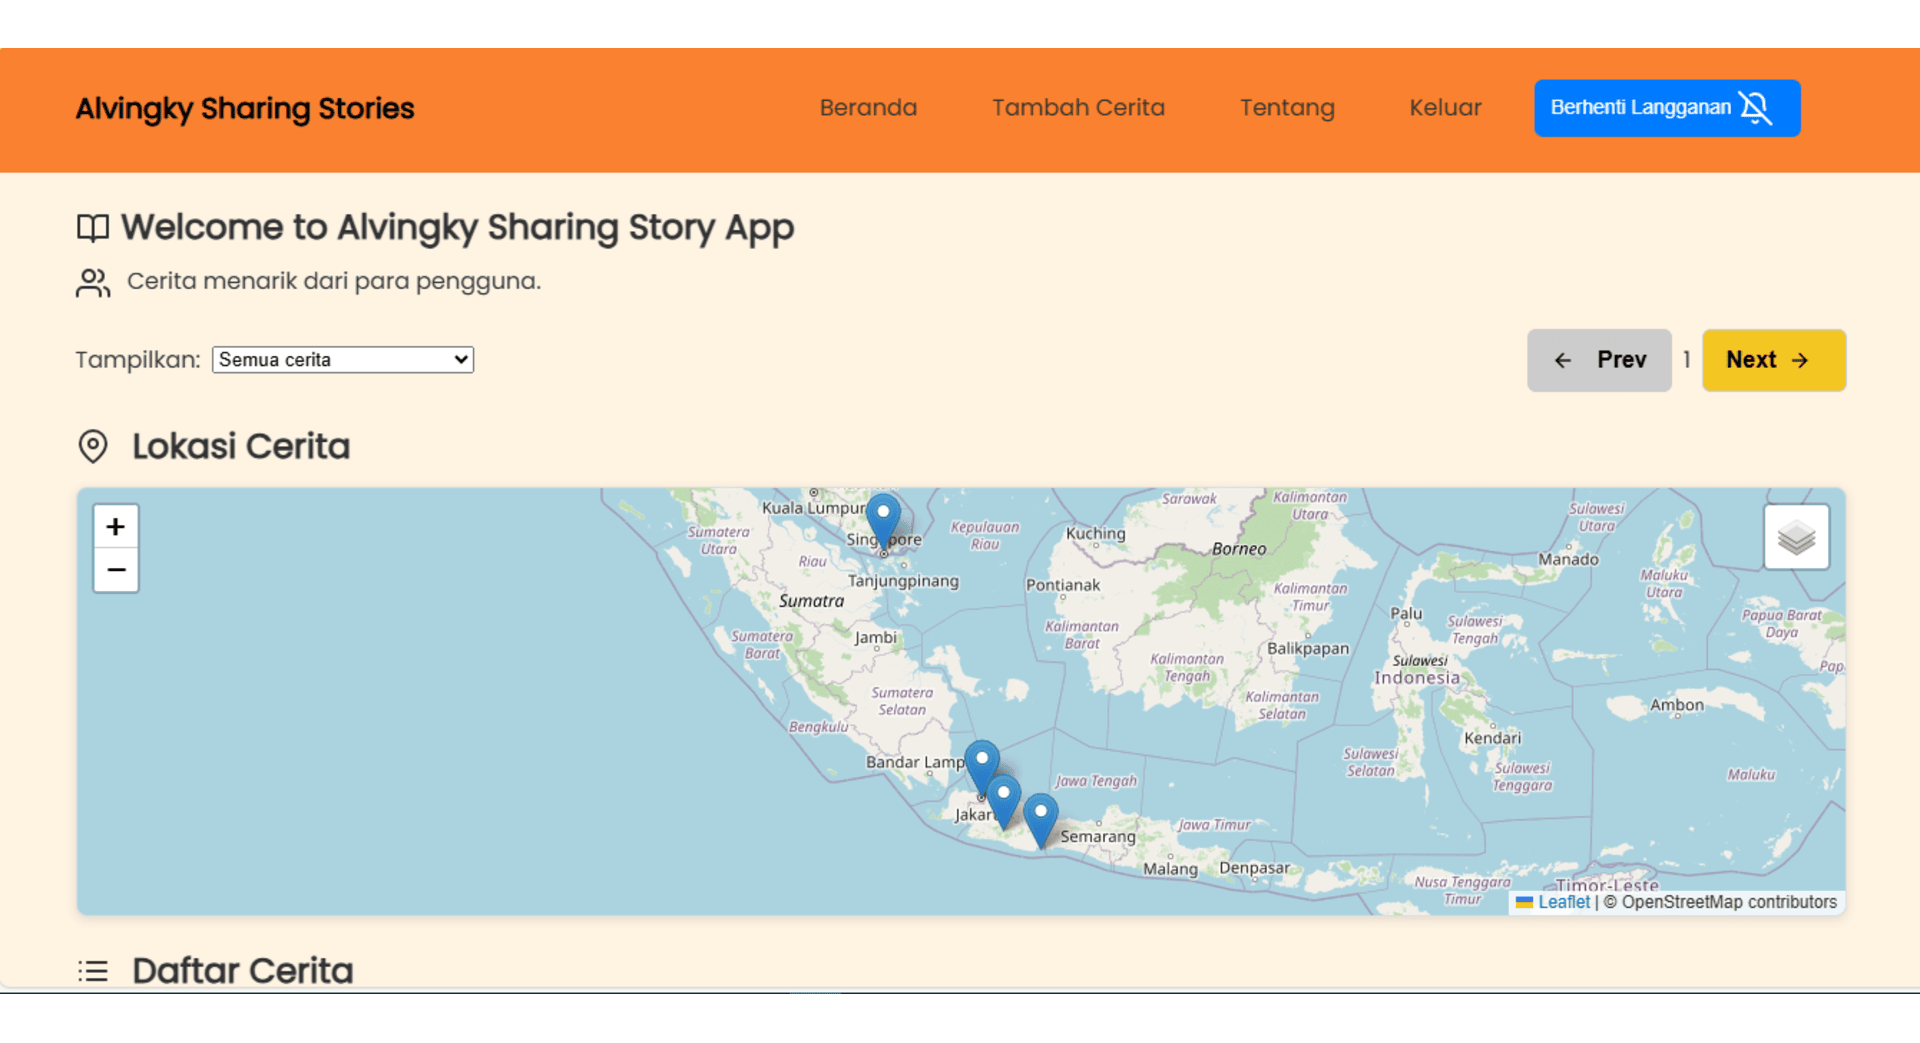 Alvingky Sharing Stories
Beranda
Tambah Cerita
Tentang
Keluar
Berhenti Langganan
Welcome to Alvingky Sharing Story App
Cerita menarik dari para pengguna.
Tampilkan: Semua cerita
← Prev 1 Next →
Lokasi Cerita
+
−
Kuala Lumpur
Sumatera
Utara
Singapore
Kepulauan
Riau
Riau
Tanjungpinang
Sumatra
Sumatera
Barat
Jambi
Sumatera
Selatan
Bengkulu
Bandar Lamp
Jakar
Jawa Tengah
Semarang
Jawa Timur
Malang
Denpasar
Sarawak
Kuching
Borneo
Kalimantan
Utara
Pontianak
Kalimantan
Timur
Kalimantan
Barat
Kalimantan
Tengah
Balikpapan
Kalimantan
Selatan
Sulawesi
Utara
Manado
Maluku
Utara
Papua Barat
Daya
Pap
Palu
Sulawesi
Tengah
Sulawesi
Indonesia
Ambon
Kendari
Sulawesi
Selatan
Sulawesi
Tenggara
Maluku
Nusa Tenggara
Timur
Timor-Leste
Leaflet | © OpenStreetMap contributors
Daftar Cerita